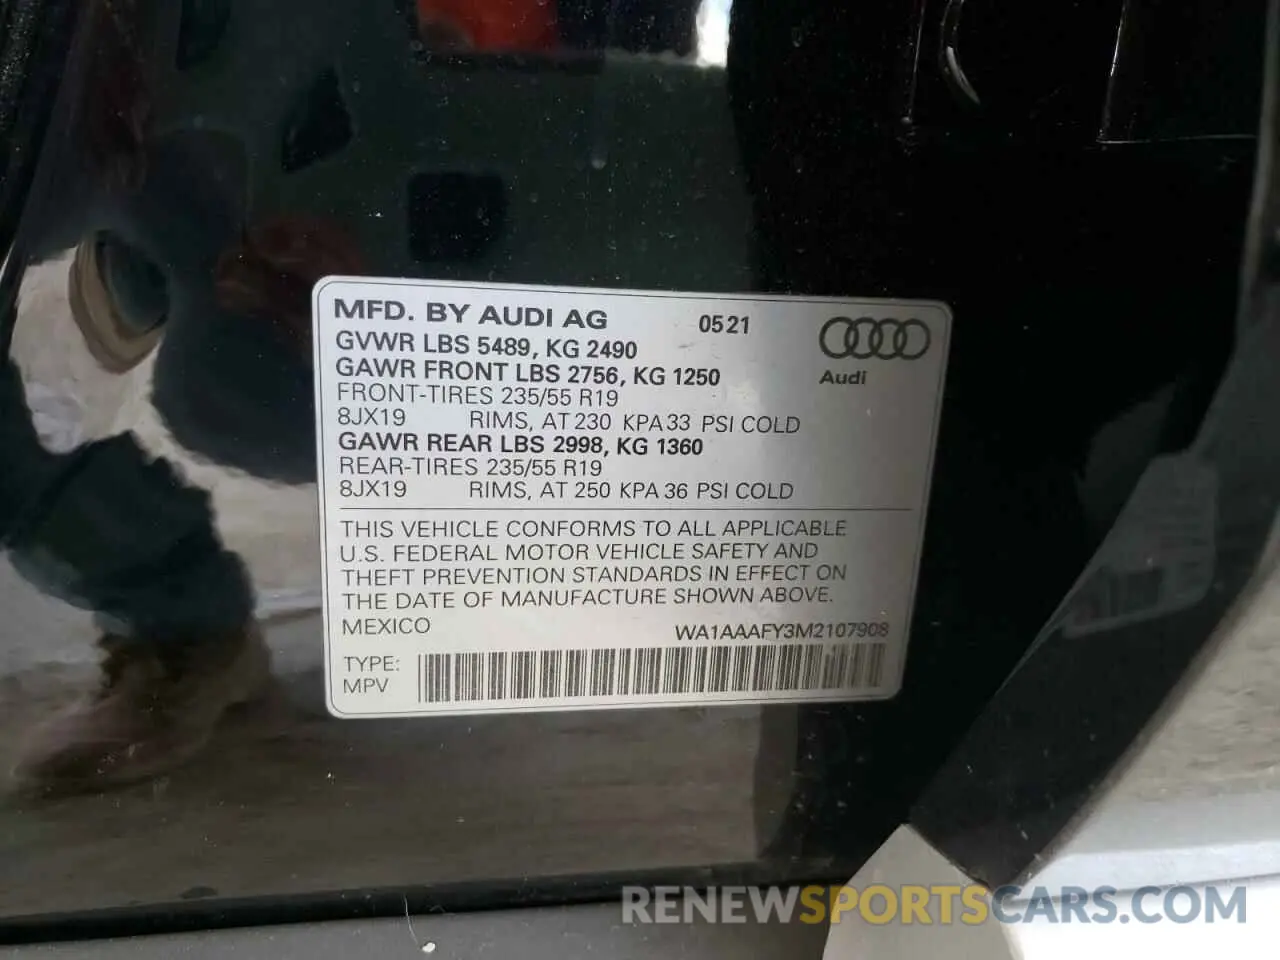 MFD. BY AUDI AG 0521
GVWR LBS 5489, KG 2490
GAWR FRONT LBS 2756, KG 1250
Audi
FRONT-TIRES 235/55 R19
8JX19 RIMS, AT 230 KPA 33 PSI COLD
GAWR REAR LBS 2998, KG 1360
REAR-TIRES 235/55 R19
8JX19 RIMS, AT 250 KPA 36 PSI COLD
THIS VEHICLE CONFORMS TO ALL APPLICABLE
U.S. FEDERAL MOTOR VEHICLE SAFETY AND
THEFT PREVENTION STANDARDS IN EFFECT ON
THE DATE OF MANUFACTURE SHOWN ABOVE.
MEXICO WA1AAAFY3M2107908
TYPE:
MPV
RENEWSPORTSCARS.COM